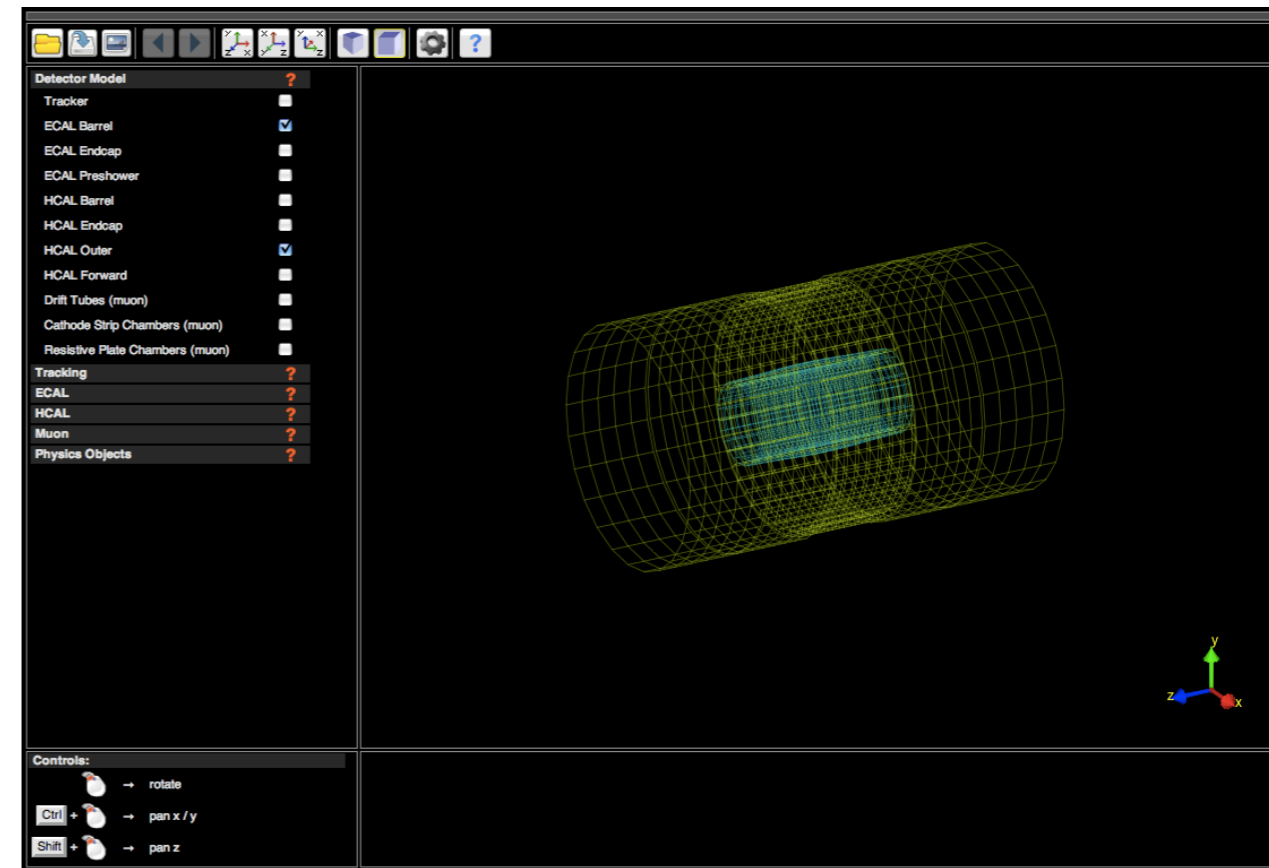 Detector Model ?
Tracker
ECAL Barrel
ECAL Endcap
ECAL Preshower
HCAL Barrel
HCAL Endcap
HCAL Outer
HCAL Forward
Drift Tubes (muon)
Cathode Strip Chambers (muon)
Resistive Plate Chambers (muon)
Tracking ?
ECAL ?
HCAL ?
Muon ?
Physics Objects ?
y
z
x
Controls:
→ rotate
Ctrl + → pan x / y
Shift + → pan z